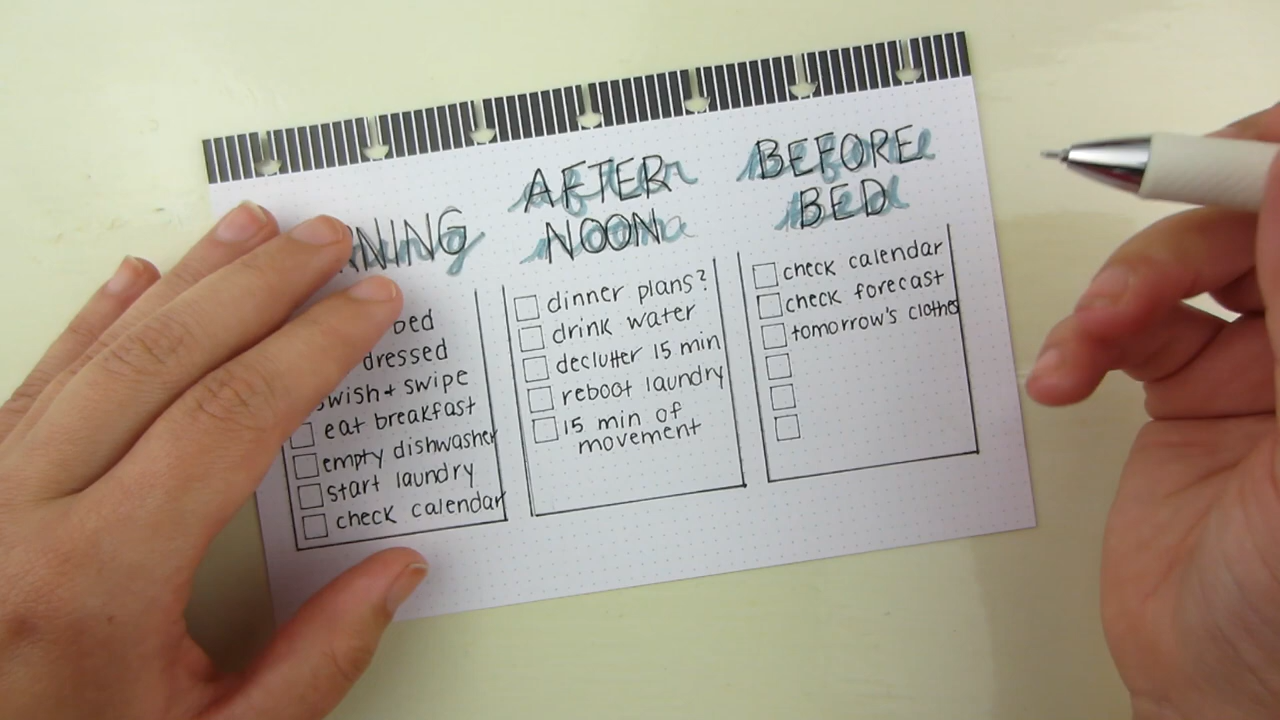 RNING
bed
dressed
swish + swipe
eat breakfast
empty dishwasher
start laundry
check calendar
AFTER
NOON
dinner plans?
drink water
declutter 15 min
reboot laundry
15 min of
movement
BEFORE
BED
check calendar
check forecast
tomorrow's clothes